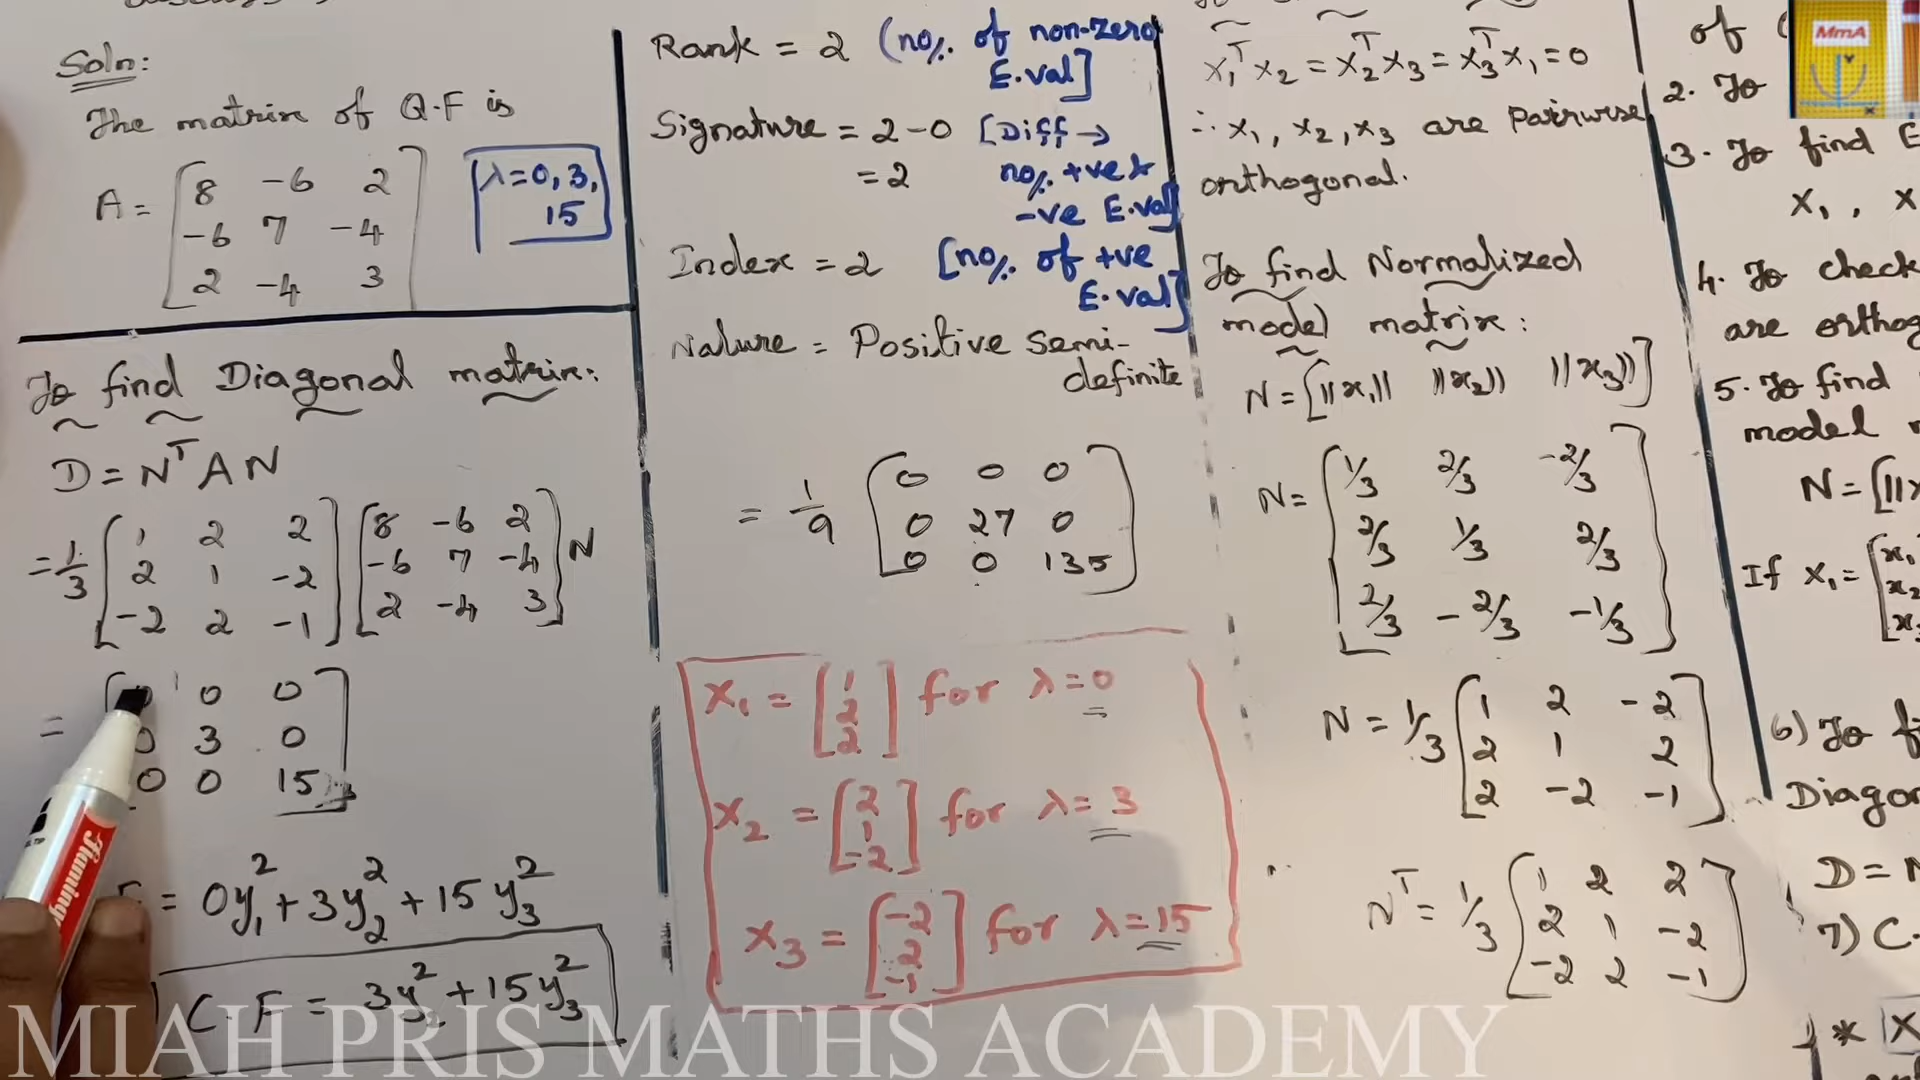 Soln:
The matrix of Q.F is
A = [8 -6 2
-6 7 -4
2 -4 3]
λ=0, 3,
15
To find Diagonal matrix:
D = N^T A N
= 1/3 [1 2 2
2 1 -2
-2 2 -1] [8 -6 2
-6 7 -4
2 -4 3] N
= [0 0 0
0 3 0
0 0 15]
= 0y₁² + 3y₂² + 15y₃²
C.F = 3y₂² + 15y₃²
Rank = 2 (no/. of non-zero
E.val]
Signature = 2-0 [Diff →
= 2 no/. +ve &
-ve E.val]
Index = 2 [no/. of +ve
E.val]
Nature = Positive semi-
definite
= 1/9 [0 0 0
0 27 0
0 0 135]
X₁ = [1
2
2] for λ=0
X₂ = [2
1
-2] for λ=3
X₃ = [-2
2
-1] for λ=15
X₁^T X₂ = X₂^T X₃ = X₃^T X₁ = 0
∴ X₁, X₂, X₃ are Pairwise
orthogonal.
To find Normalized
model matrix:
N = [||x₁|| ||x₂|| ||x₃||]
N = [1/3 2/3 -2/3
2/3 1/3 2/3
2/3 -2/3 -1/3]
N = 1/3 [1 2 -2
2 1 2
2 -2 -1]
N^T = 1/3 [1 2 2
2 1 -2
-2 2 -1]
of
2. To
3. To find E
X₁, X
4. To check
are orthog
5. To find
model
N = [||x
If X₁ = [x₁
x₂
6) To fi
Diagon
D = N
7) C.
* X
MmA
MIAH PRIS MATHS ACADEMY